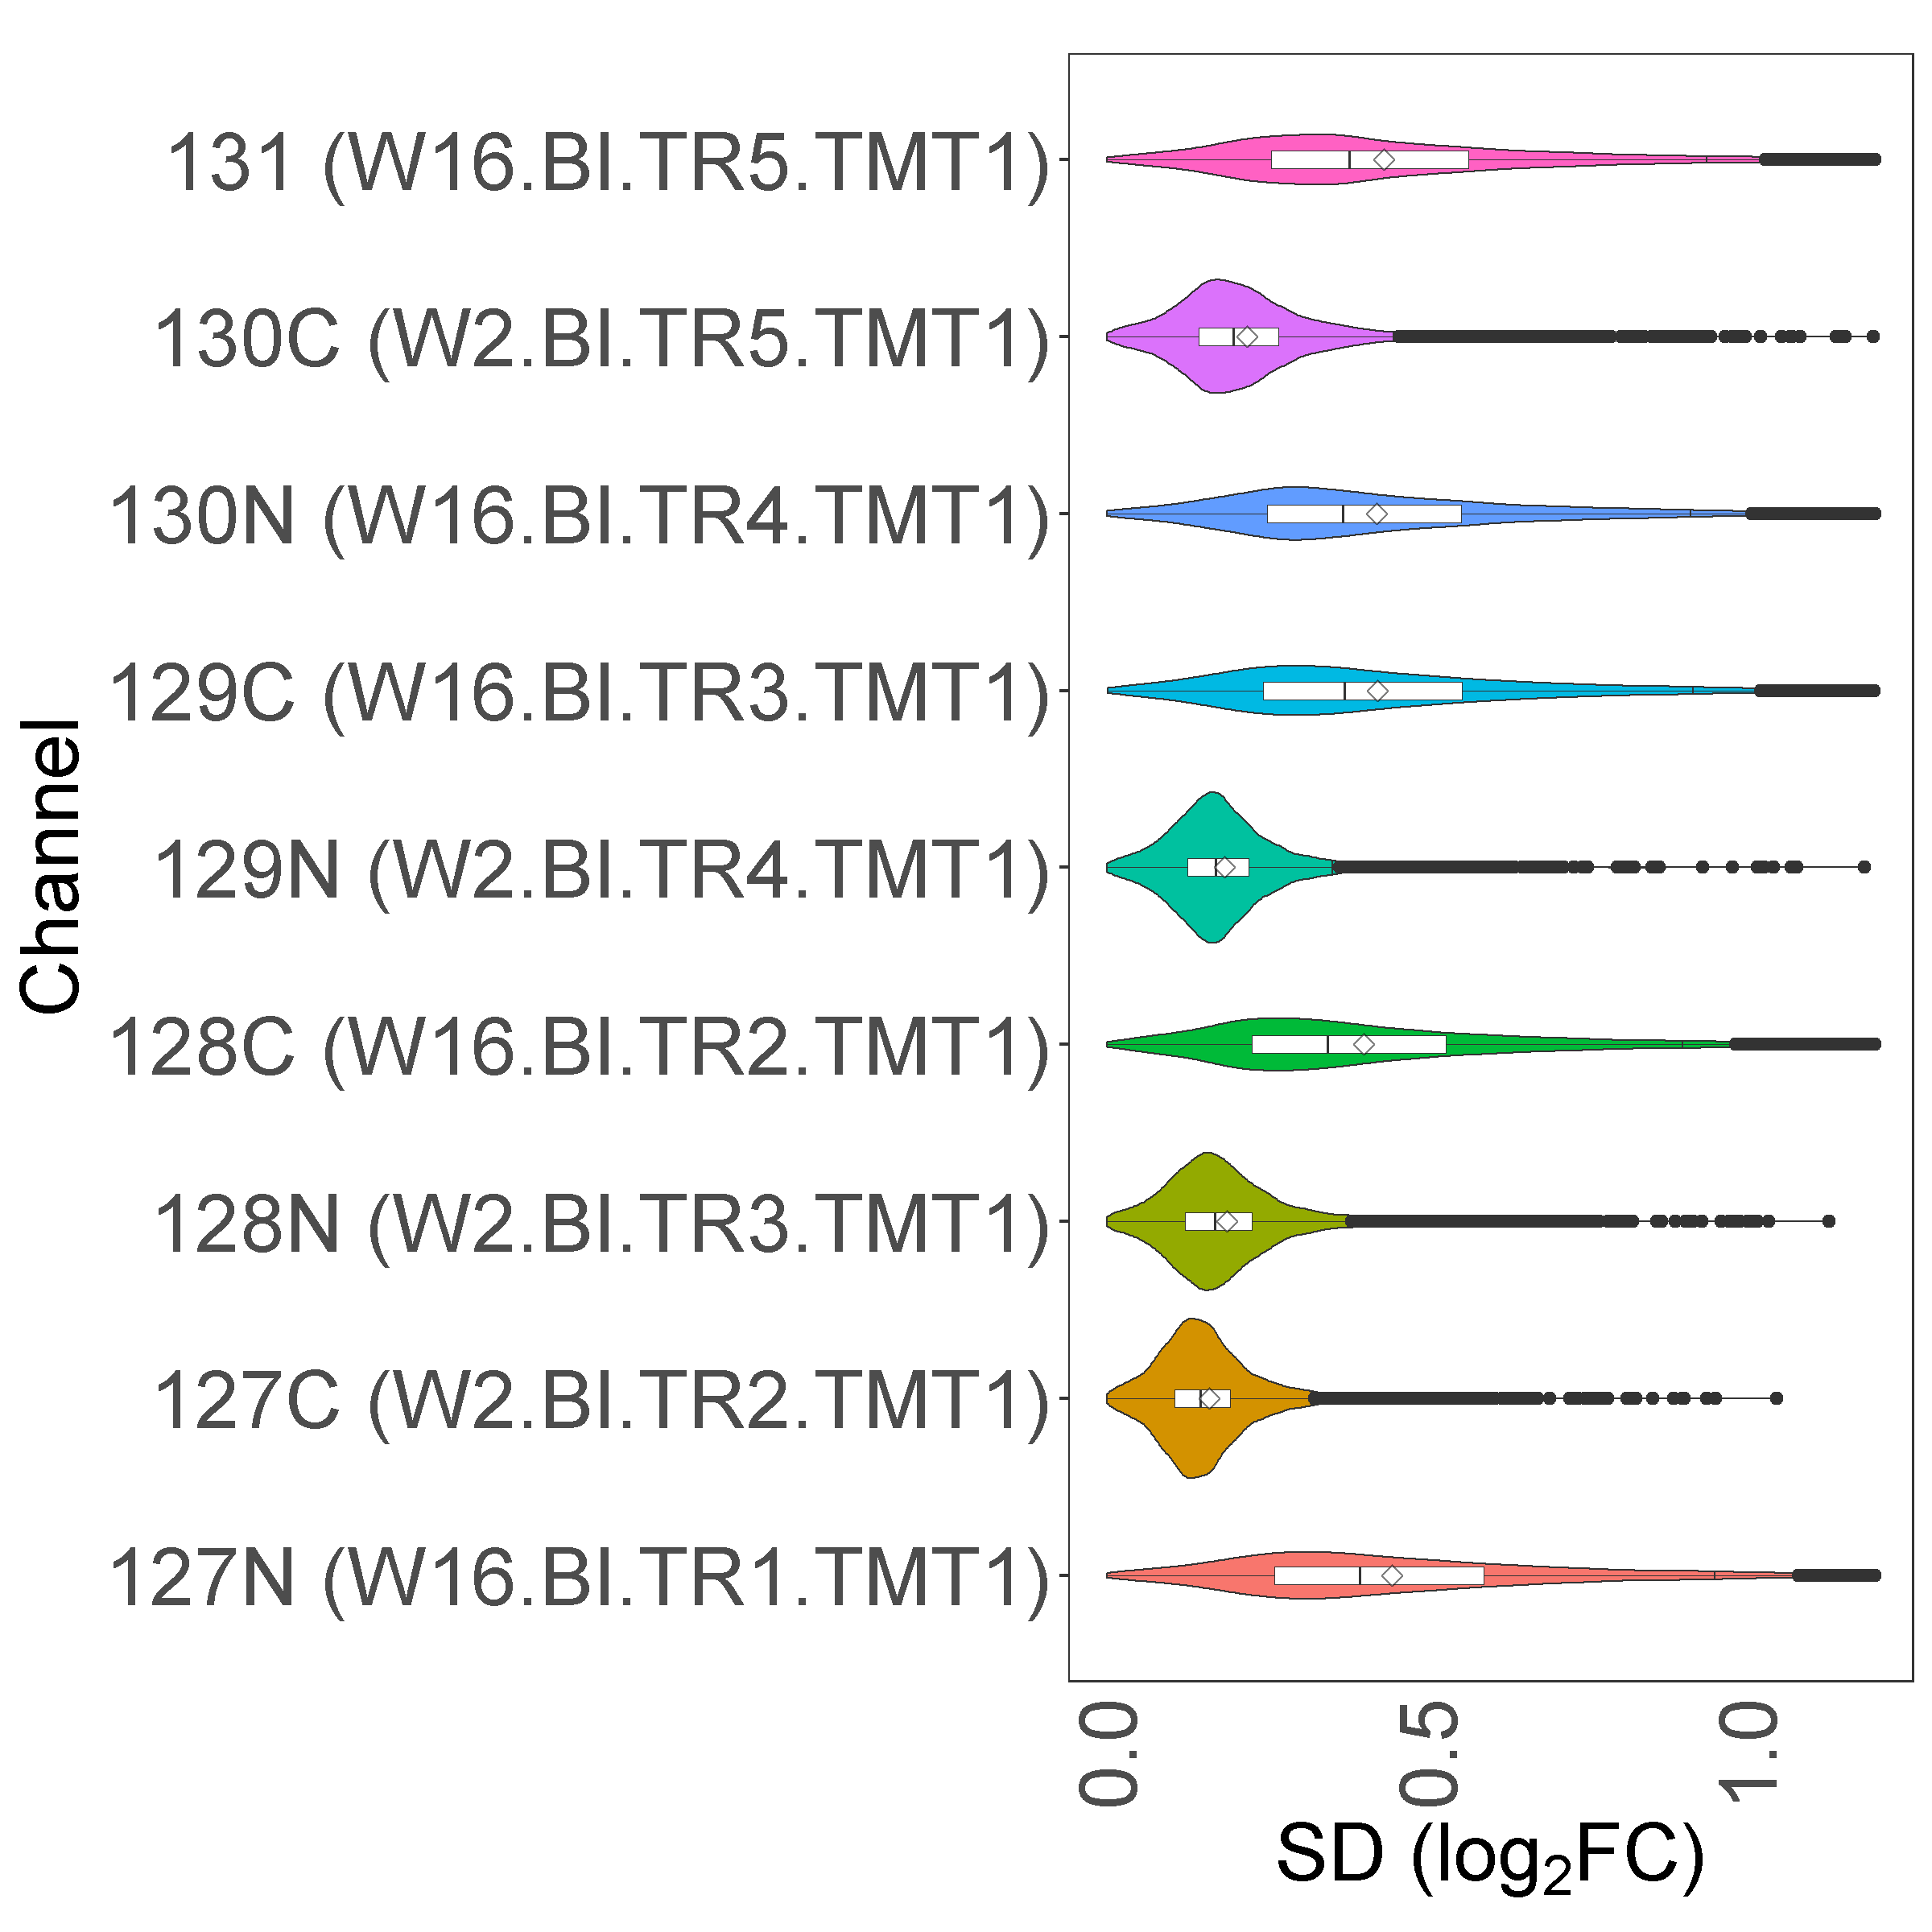 131 (W16.BI.TR5.TMT1)
130C (W2.BI.TR5.TMT1)
130N (W16.BI.TR4.TMT1)
129C (W16.BI.TR3.TMT1)
129N (W2.BI.TR4.TMT1)
128C (W16.BI.TR2.TMT1)
128N (W2.BI.TR3.TMT1)
127C (W2.BI.TR2.TMT1)
127N (W16.BI.TR1.TMT1)
Channel
0.0 0.5 1.0
SD (log₂FC)